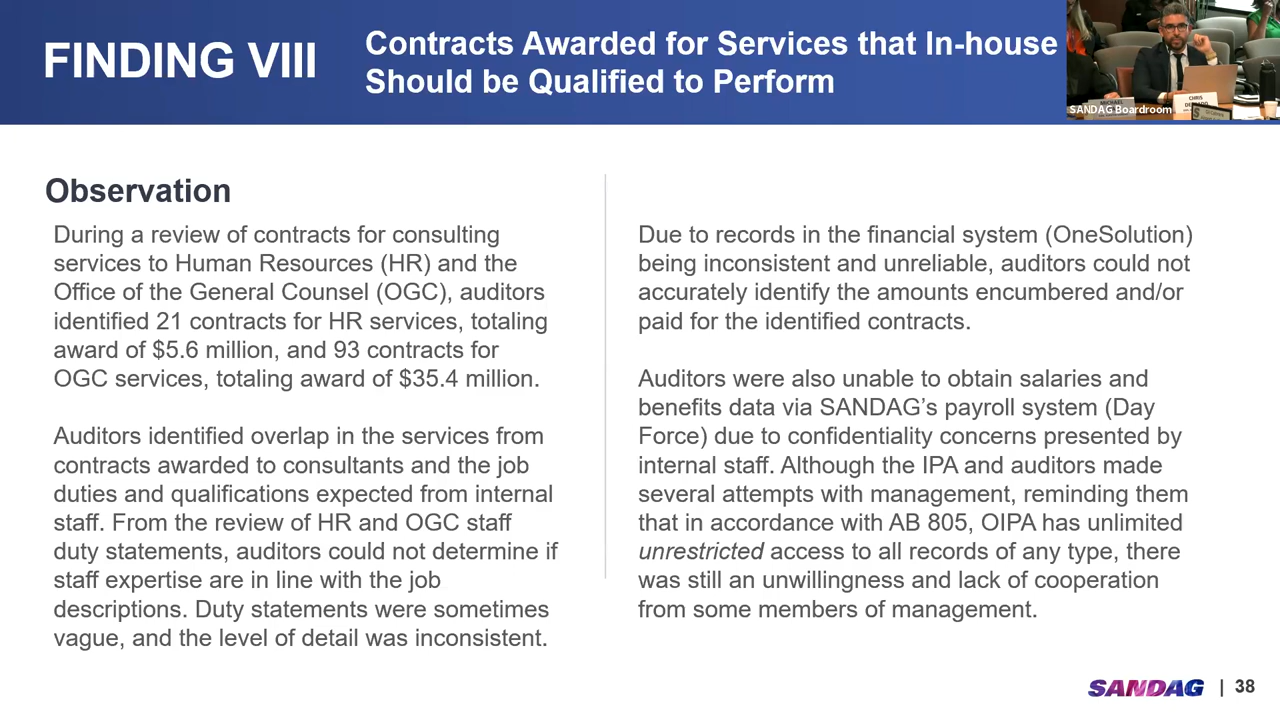 FINDING VIII
Contracts Awarded for Services that In-house
Should be Qualified to Perform
SANDAG Boardroom
Observation
During a review of contracts for consulting
services to Human Resources (HR) and the
Office of the General Counsel (OGC), auditors
identified 21 contracts for HR services, totaling
award of $5.6 million, and 93 contracts for
OGC services, totaling award of $35.4 million.
Auditors identified overlap in the services from
contracts awarded to consultants and the job
duties and qualifications expected from internal
staff. From the review of HR and OGC staff
duty statements, auditors could not determine if
staff expertise are in line with the job
descriptions. Duty statements were sometimes
vague, and the level of detail was inconsistent.
Due to records in the financial system (OneSolution)
being inconsistent and unreliable, auditors could not
accurately identify the amounts encumbered and/or
paid for the identified contracts.
Auditors were also unable to obtain salaries and
benefits data via SANDAG’s payroll system (Day
Force) due to confidentiality concerns presented by
internal staff. Although the IPA and auditors made
several attempts with management, reminding them
that in accordance with AB 805, OIPA has unlimited
unrestricted access to all records of any type, there
was still an unwillingness and lack of cooperation
from some members of management.
SANDAG | 38